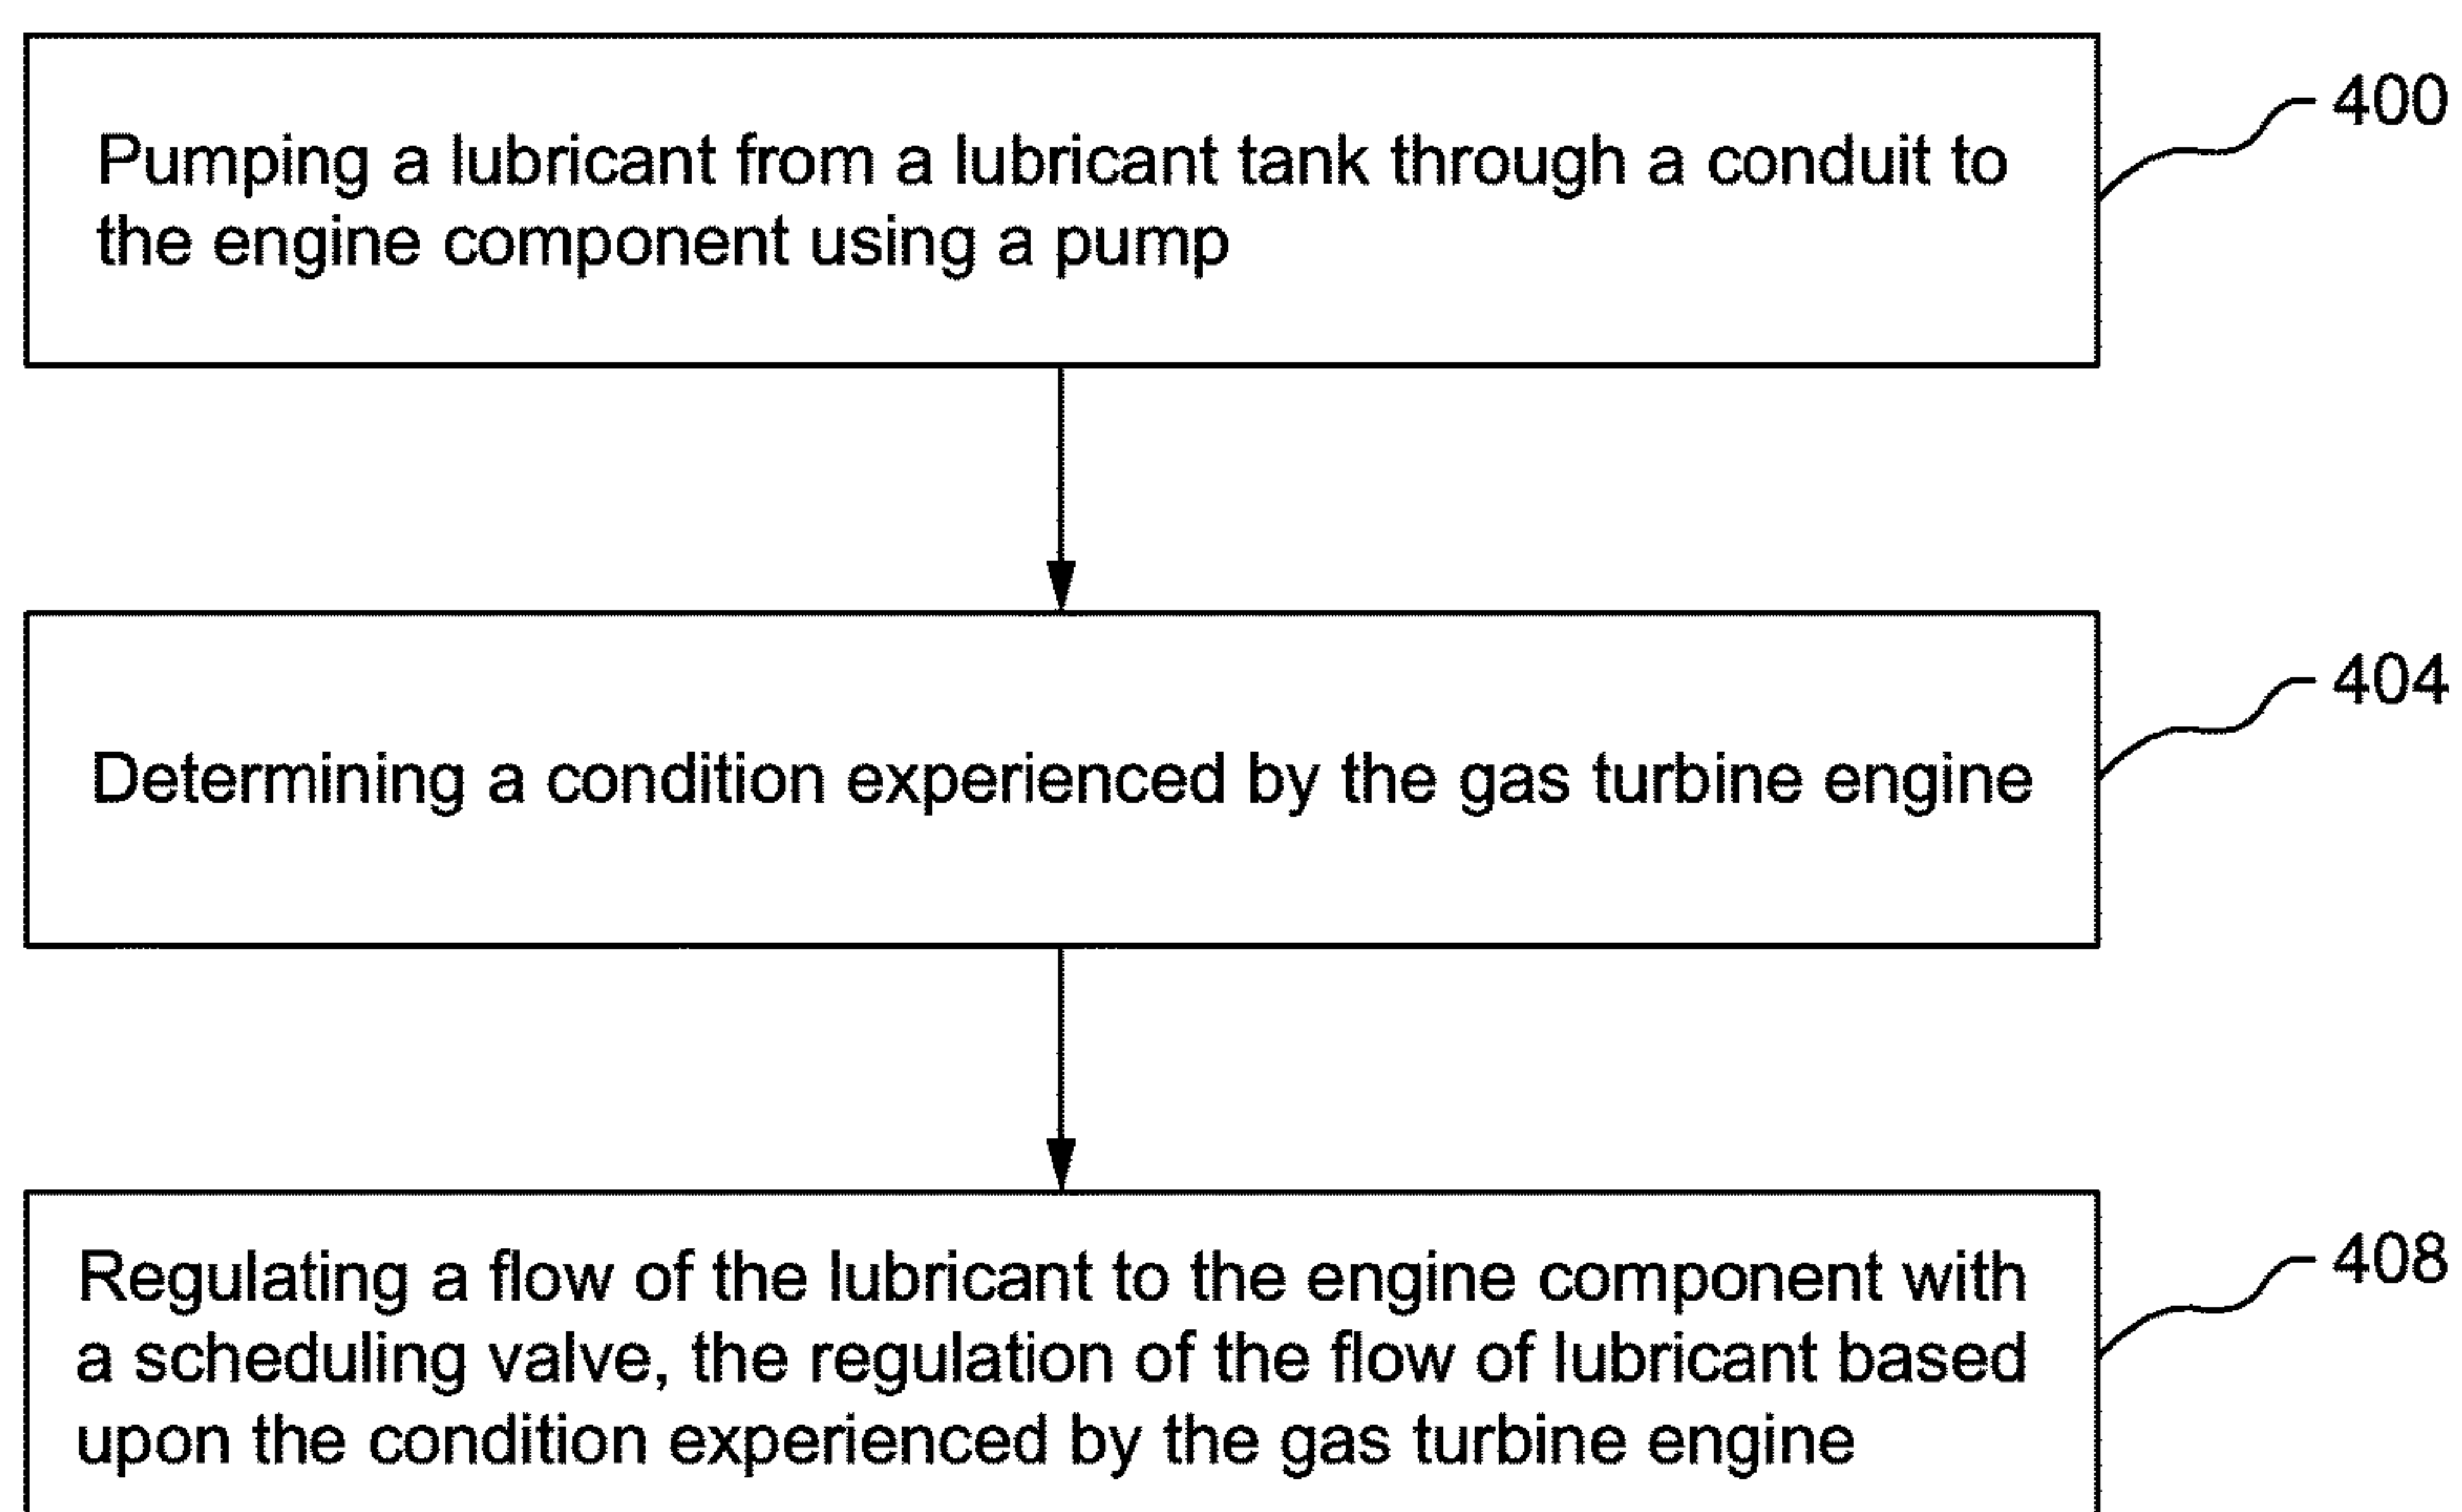 Pumping a lubricant from a lubricant tank through a conduit to
the engine component using a pump
400
Determining a condition experienced by the gas turbine engine
404
Regulating a flow of the lubricant to the engine component with
a scheduling valve, the regulation of the flow of lubricant based
upon the condition experienced by the gas turbine engine
408